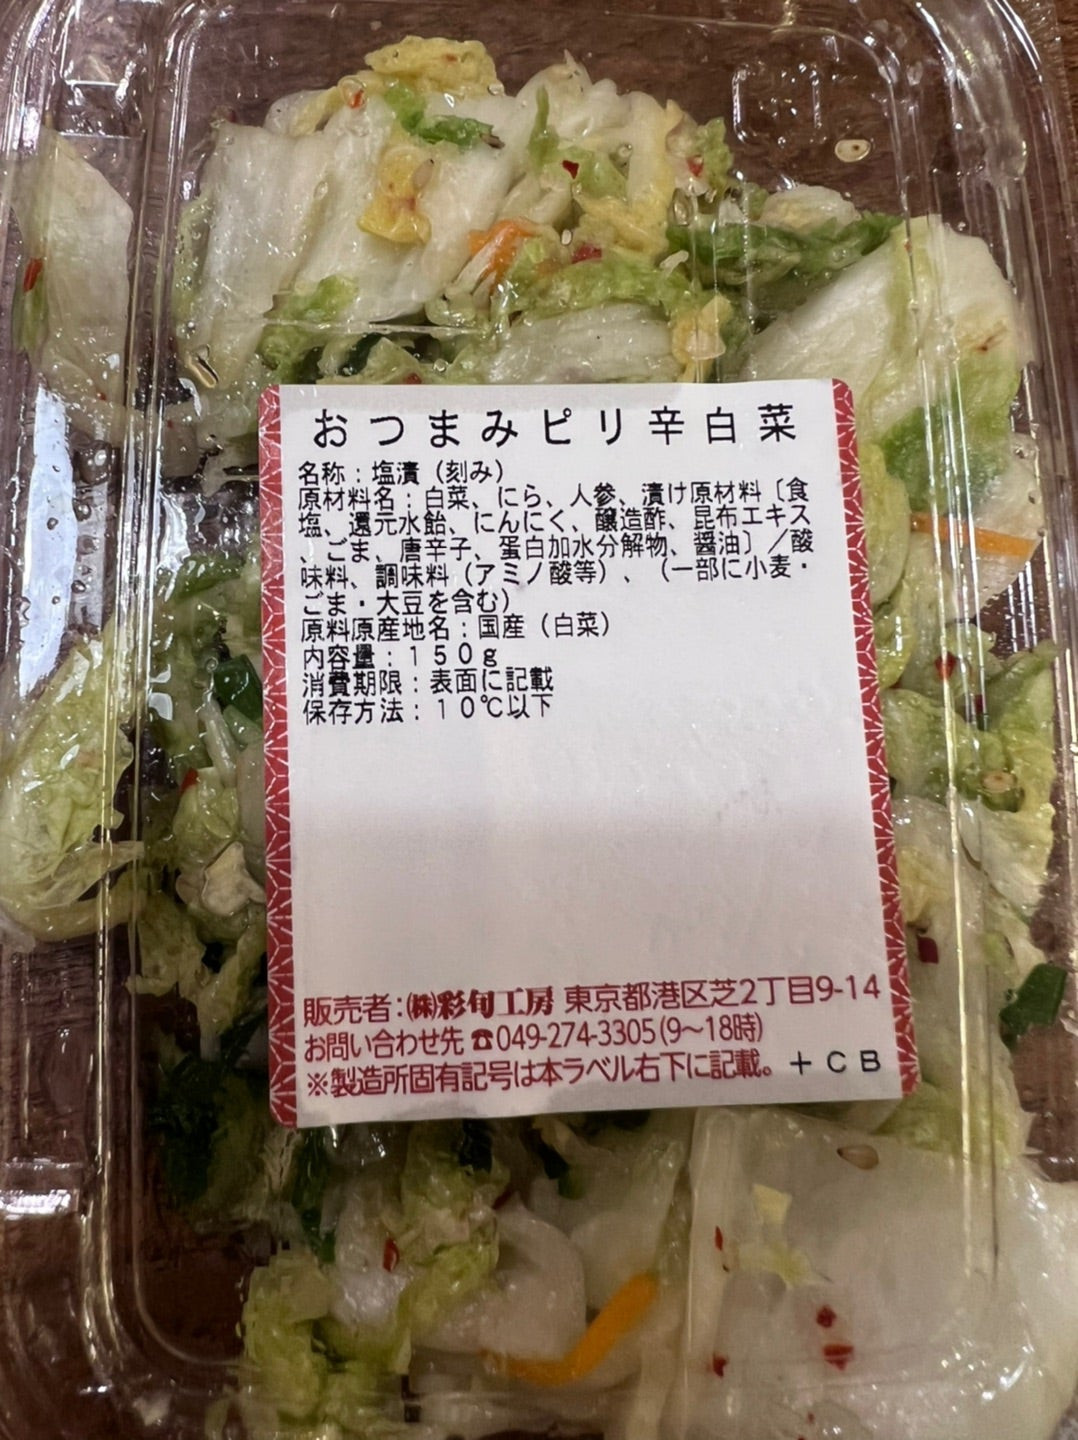 おつまみピリ辛白菜
名称：塩漬（刻み）
原材料名：白菜、にら、人参、漬け原材料〔食
塩、還元水飴、にんにく、醸造酢、昆布エキス
、ごま、唐辛子、蛋白加水分解物、醤油〕／酸
味料、調味料（アミノ酸等）、（一部に小麦・
ごま・大豆を含む）
原料原産地名：国産（白菜）
内容量：１５０ｇ
消費期限：表面に記載
保存方法：１０℃以下
販売者：㈱彩旬工房 東京都港区芝2丁目9-14
お問い合わせ先 ☎049-274-3305(9〜18時)
※製造所固有記号は本ラベル右下に記載。＋ＣＢ